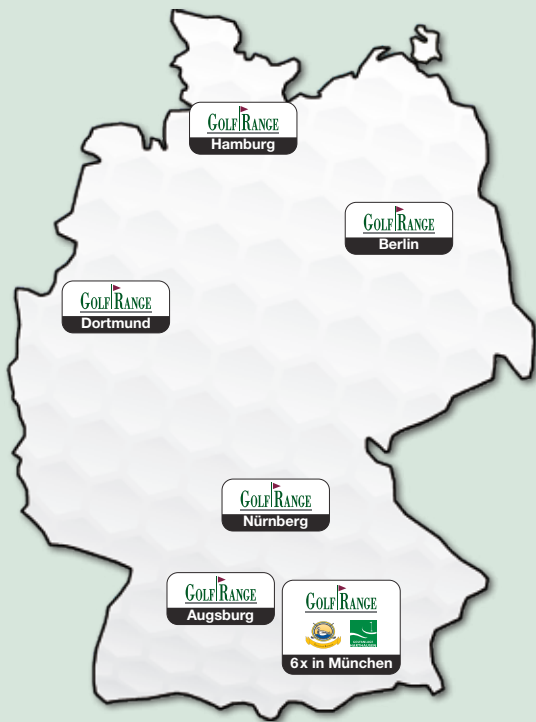 GOLF RANGE
Hamburg
GOLF RANGE
Berlin
GOLF RANGE
Dortmund
GOLF RANGE
Nürnberg
GOLF RANGE
Augsburg
GOLF RANGE
6x in München